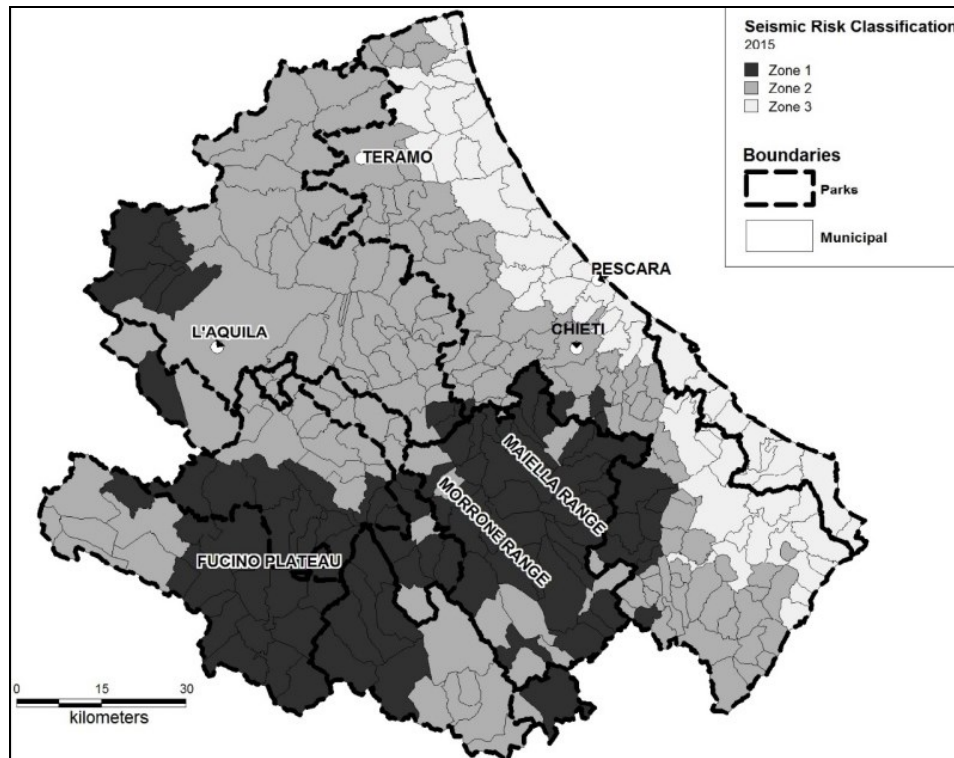 Seismic Risk Classification
2015
Zone 1
Zone 2
Zone 3
Boundaries
Parks
Municipal
TERAMO
PESCARA
L'AQUILA
CHIETI
MAIELLA RANGE
MORRONE RANGE
FUCINO PLATEAU
0 15 30
kilometers